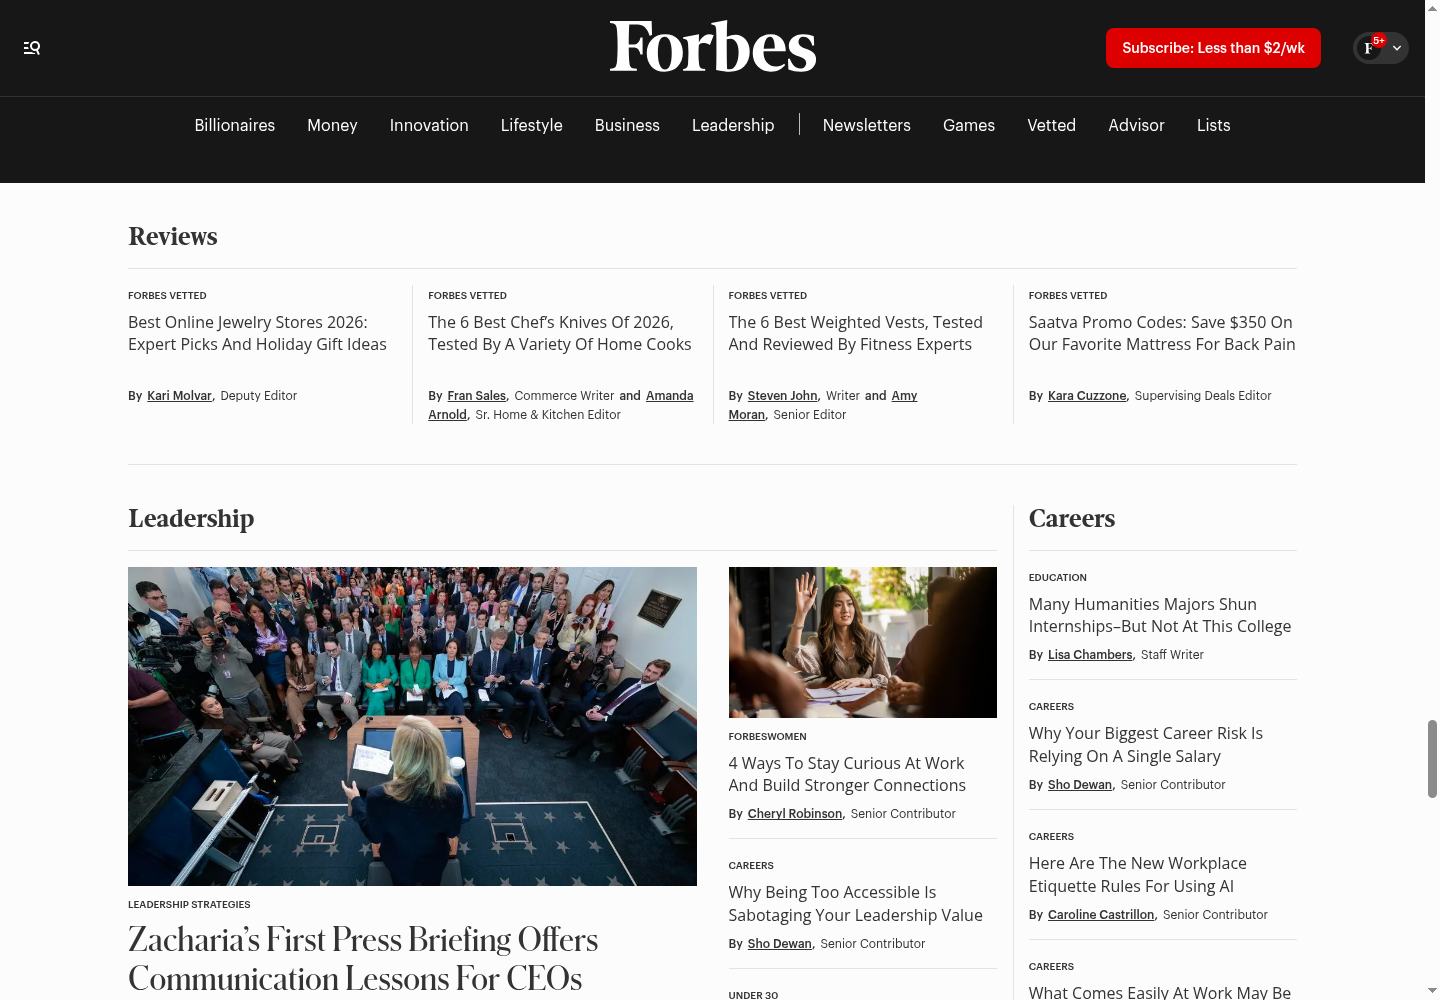 Forbes
Subscribe: Less than $2/wk
F
5+
Billionaires
Money
Innovation
Lifestyle
Business
Leadership
Newsletters
Games
Vetted
Advisor
Lists
Reviews
FORBES VETTED
Best Online Jewelry Stores 2026:
Expert Picks And Holiday Gift Ideas
By Kari Molvar, Deputy Editor
FORBES VETTED
The 6 Best Chef’s Knives Of 2026,
Tested By A Variety Of Home Cooks
By Fran Sales, Commerce Writer and Amanda
Arnold, Sr. Home & Kitchen Editor
FORBES VETTED
The 6 Best Weighted Vests, Tested
And Reviewed By Fitness Experts
By Steven John, Writer and Amy
Moran, Senior Editor
FORBES VETTED
Saatva Promo Codes: Save $350 On
Our Favorite Mattress For Back Pain
By Kara Cuzzone, Supervising Deals Editor
Leadership
LEADERSHIP STRATEGIES
Zacharia’s First Press Briefing Offers
Communication Lessons For CEOs
FORBESWOMEN
4 Ways To Stay Curious At Work
And Build Stronger Connections
By Cheryl Robinson, Senior Contributor
CAREERS
Why Being Too Accessible Is
Sabotaging Your Leadership Value
By Sho Dewan, Senior Contributor
UNDER 30
Careers
EDUCATION
Many Humanities Majors Shun
Internships–But Not At This College
By Lisa Chambers, Staff Writer
CAREERS
Why Your Biggest Career Risk Is
Relying On A Single Salary
By Sho Dewan, Senior Contributor
CAREERS
Here Are The New Workplace
Etiquette Rules For Using AI
By Caroline Castrillon, Senior Contributor
CAREERS
What Comes Easily At Work May Be